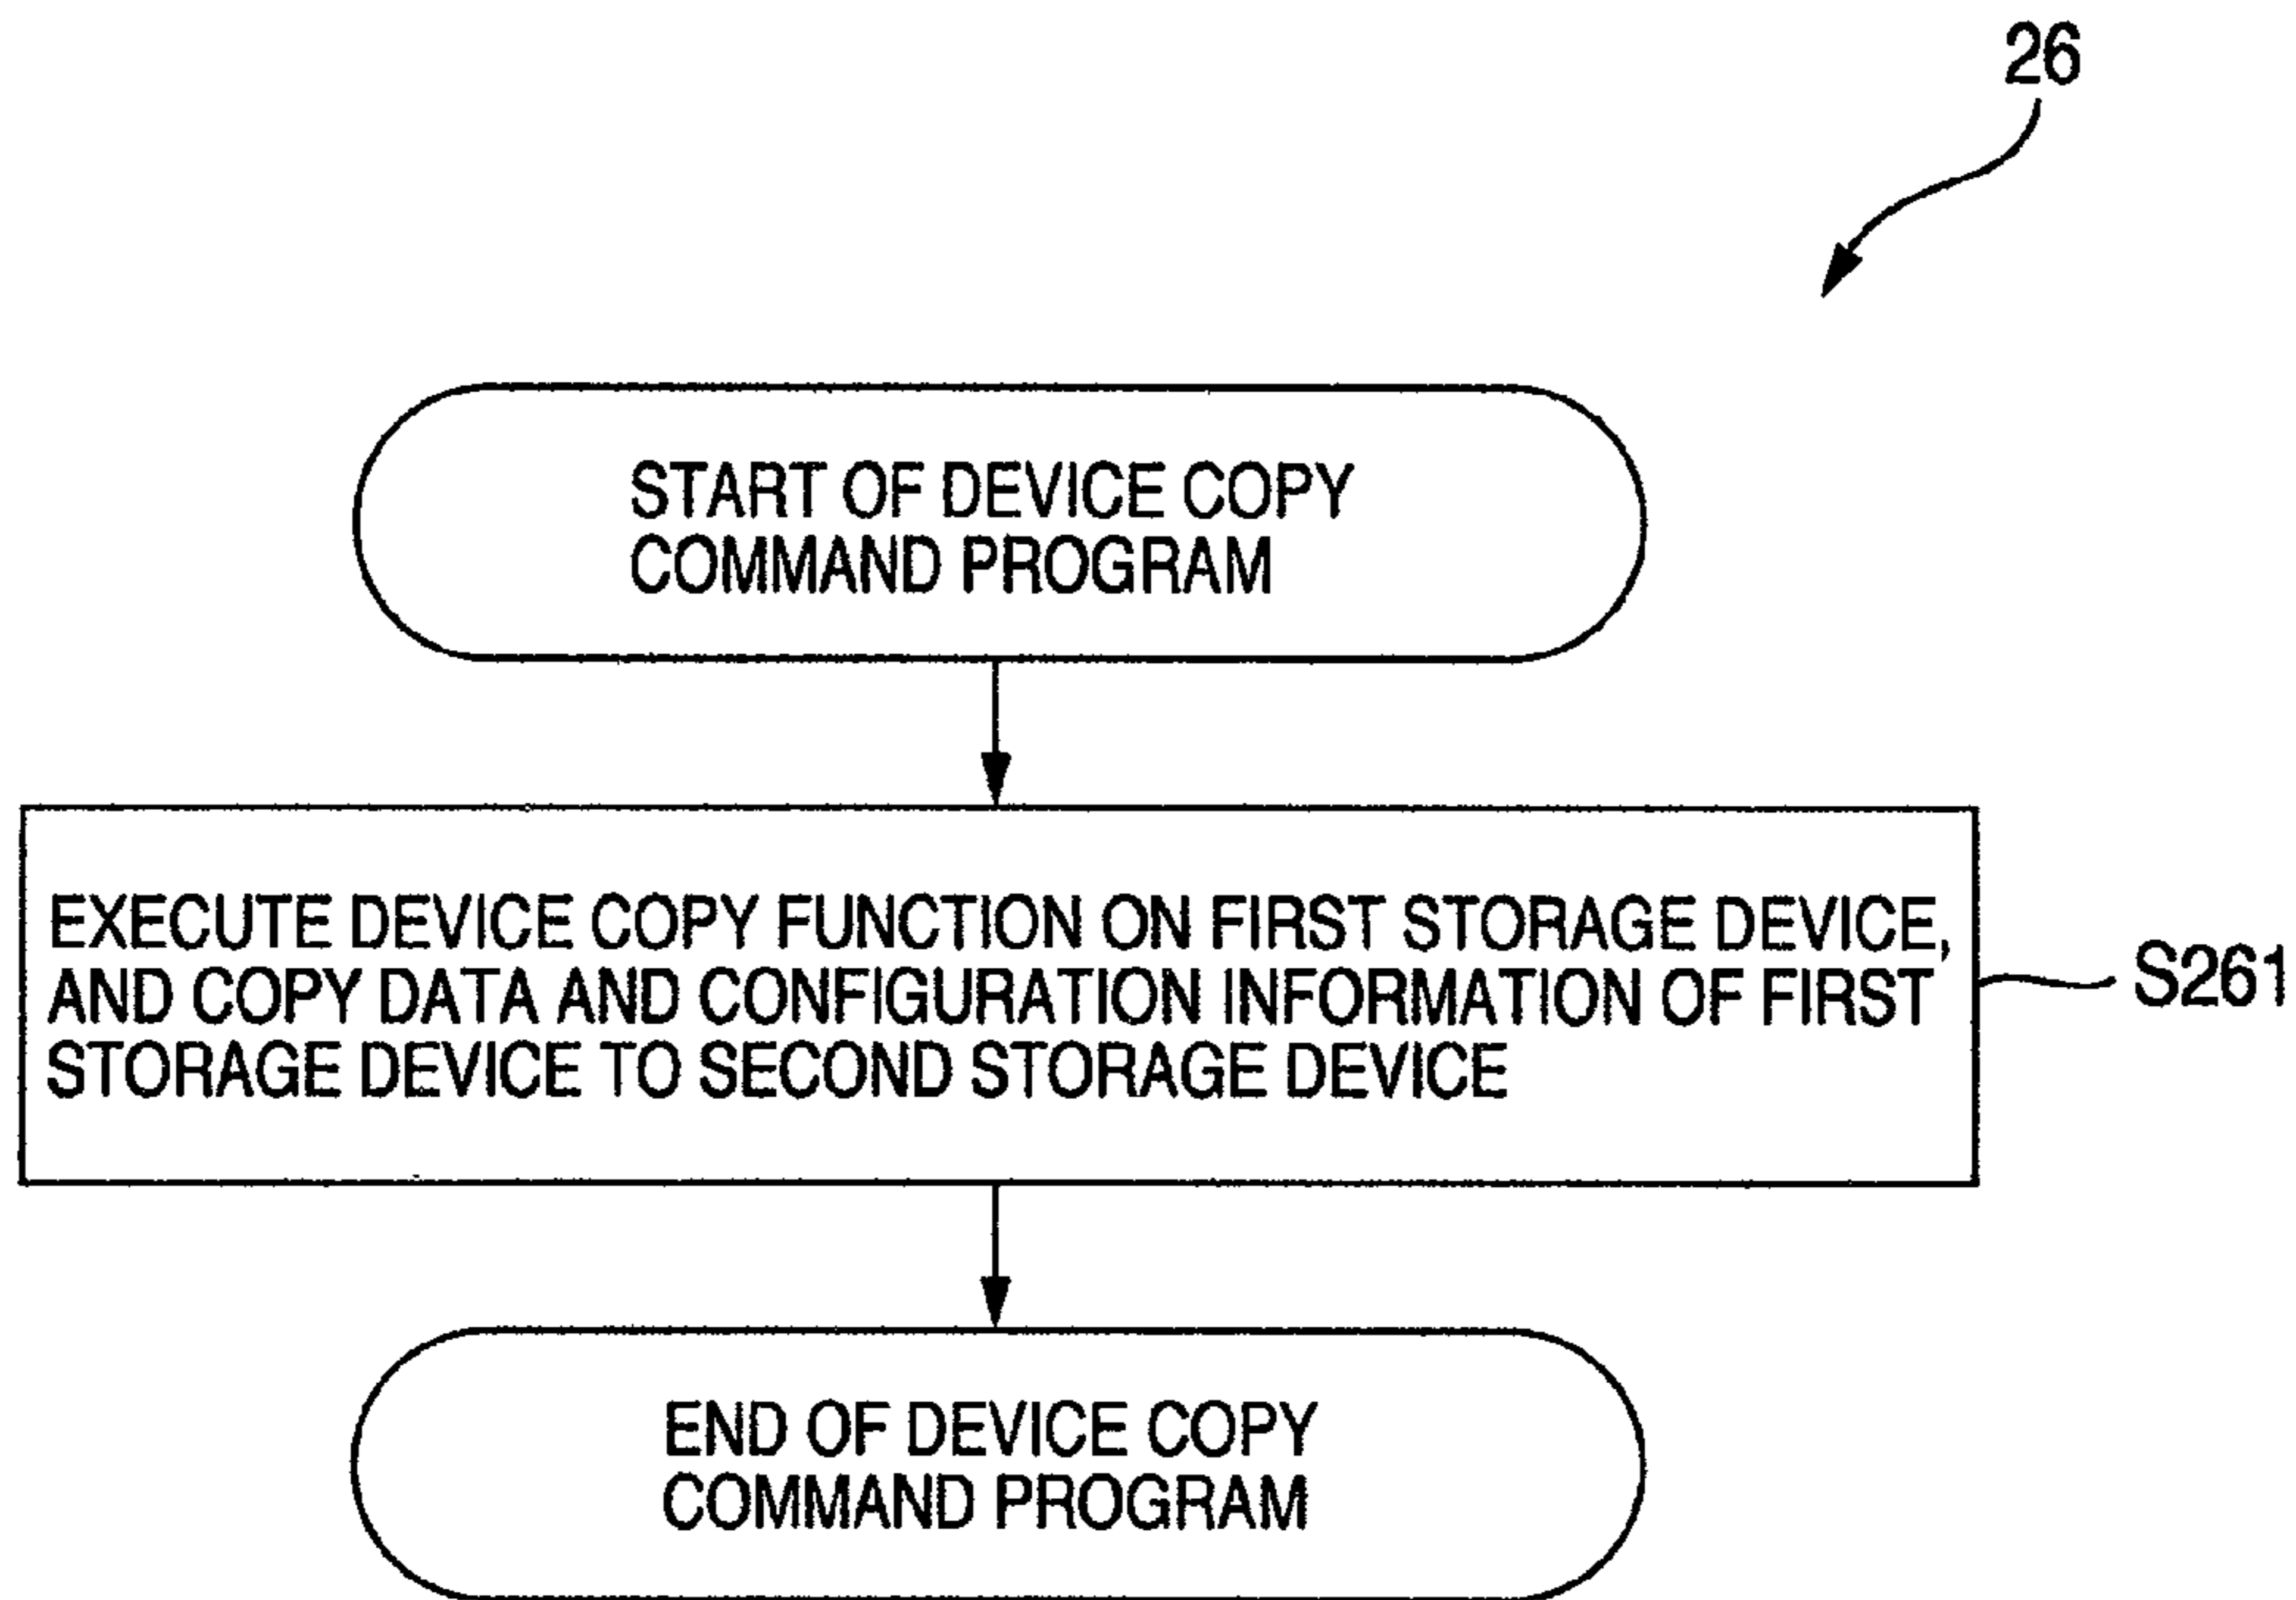 26
START OF DEVICE COPY
COMMAND PROGRAM
EXECUTE DEVICE COPY FUNCTION ON FIRST STORAGE DEVICE,
AND COPY DATA AND CONFIGURATION INFORMATION OF FIRST
STORAGE DEVICE TO SECOND STORAGE DEVICE
S261
END OF DEVICE COPY
COMMAND PROGRAM